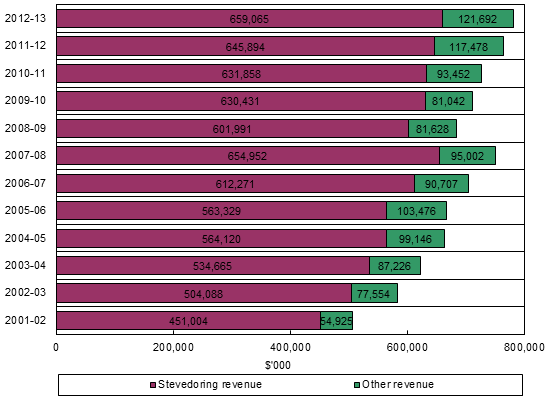 2012-13 659,065 121,692
2011-12 645,894 117,478
2010-11 631,858 93,452
2009-10 630,431 81,042
2008-09 601,991 81,628
2007-08 654,952 95,002
2006-07 612,271 90,707
2005-06 563,329 103,476
2004-05 564,120 99,146
2003-04 534,665 87,226
2002-03 504,088 77,554
2001-02 451,004 54,925
0 200,000 400,000 600,000 800,000
$'000
Stevedoring revenue Other revenue